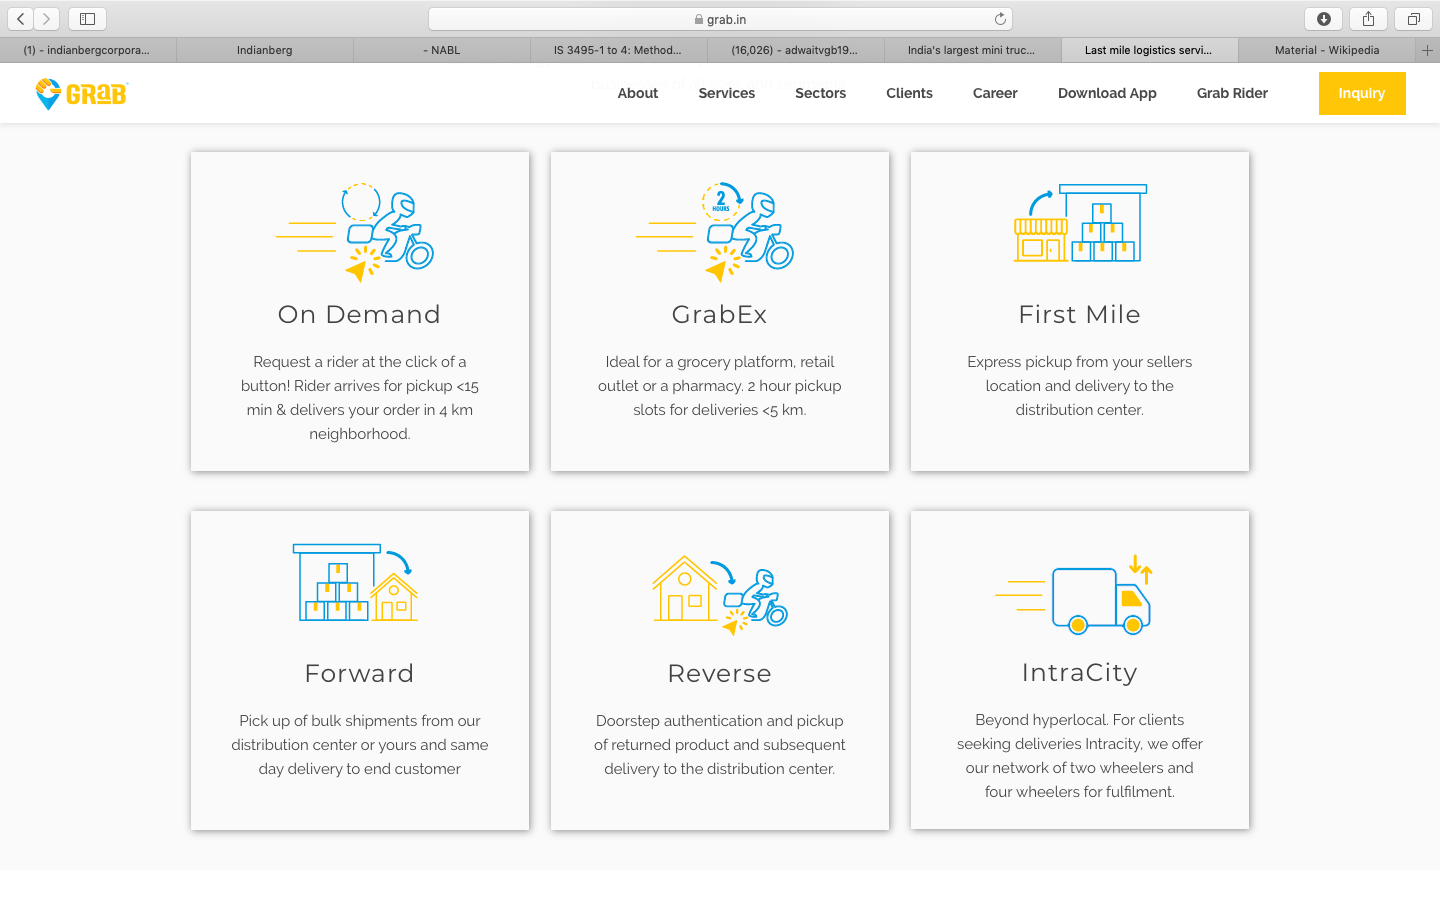 grab.in
(1) - indianbergcorpora...
Indianberg
- NABL
IS 3495-1 to 4: Method...
(16,026) - adwaitvgb19...
India's largest mini truc...
Last mile logistics servi...
Material - Wikipedia
GRAB
About
Services
Sectors
Clients
Career
Download App
Grab Rider
Inquiry
On Demand
Request a rider at the click of a
button! Rider arrives for pickup <15
min & delivers your order in 4 km
neighborhood.
2
HOURS
GrabEx
Ideal for a grocery platform, retail
outlet or a pharmacy. 2 hour pickup
slots for deliveries <5 km.
First Mile
Express pickup from your sellers
location and delivery to the
distribution center.
Forward
Pick up of bulk shipments from our
distribution center or yours and same
day delivery to end customer
Reverse
Doorstep authentication and pickup
of returned product and subsequent
delivery to the distribution center.
IntraCity
Beyond hyperlocal. For clients
seeking deliveries Intracity, we offer
our network of two wheelers and
four wheelers for fulfilment.